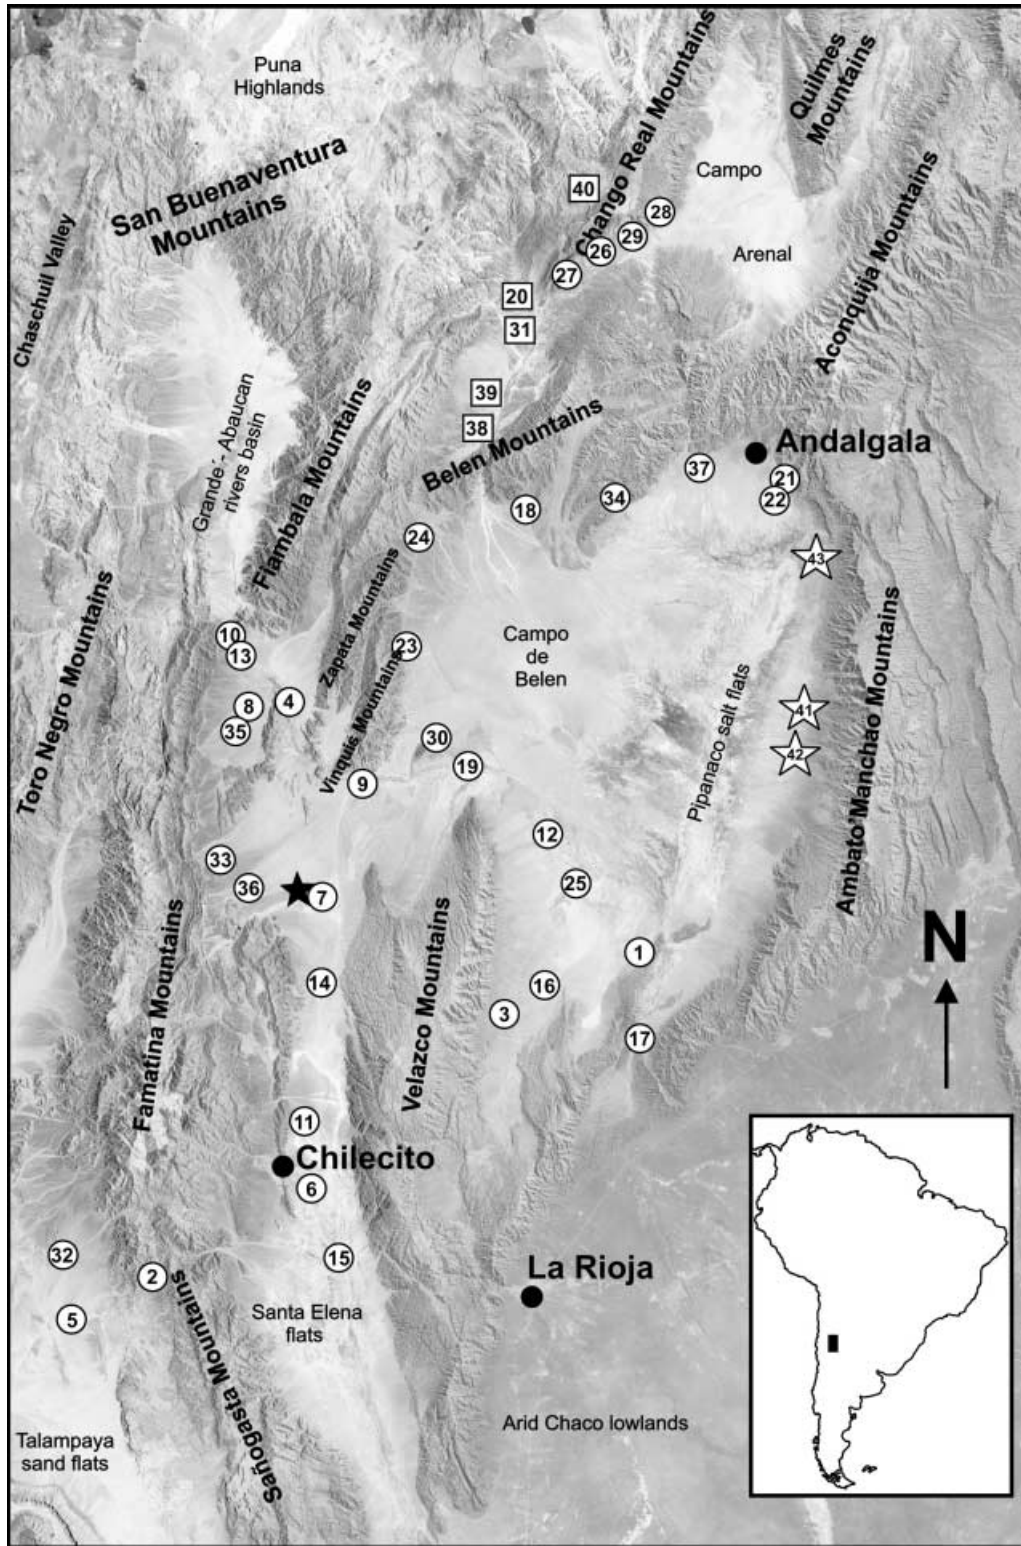 Puna
Highlands
San Buenaventura
Mountains
Chaschuil Valley
Chango Real Mountains
Quilmes
Mountains
Campo
Arenal
Aconquija Mountains
40
28
29
26
27
20
31
39
38
Grande´- Abaucan
rivers basin
Fiambala Mountains
Belen Mountains
Andalgala
37
21
22
34
18
24
43
Toro Negro Mountains
10
13
Zapata Mountains
23
Vinquis Mountains
Campo
de
Belen
Pipanaco salt flats
Ambato´Manchao Mountains
8
4
35
41
30
42
19
9
12
33
36
7
25
N
1
14
16
3
17
Famatina Mountains
Velazco Mountains
11
Chilecito
6
32
2
15
La Rioja
5
Santa Elena
flats
Sañogasta Mountains
Arid Chaco lowlands
Talampaya
sand flats